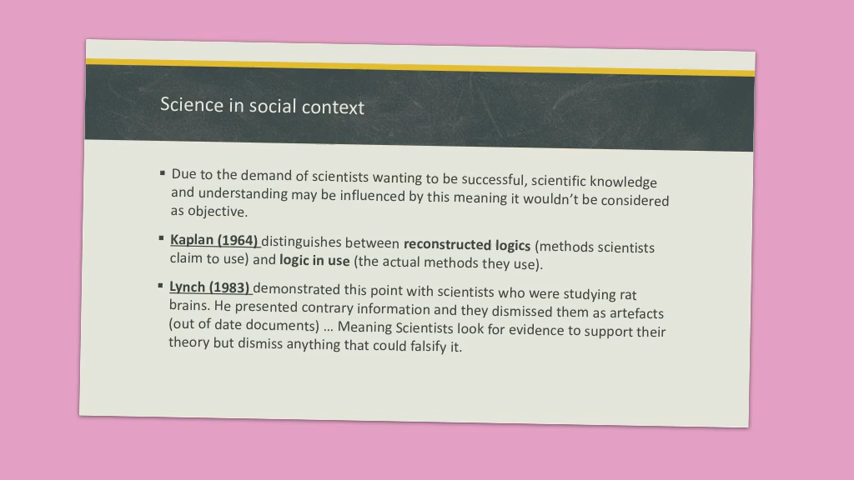 Science in social context
▪ Due to the demand of scientists wanting to be successful, scientific knowledge
and understanding may be influenced by this meaning it wouldn't be considered
as objective.
▪ Kaplan (1964) distinguishes between reconstructed logics (methods scientists
claim to use) and logic in use (the actual methods they use).
▪ Lynch (1983) demonstrated this point with scientists who were studying rat
brains. He presented contrary information and they dismissed them as artefacts
(out of date documents) ... Meaning Scientists look for evidence to support their
theory but dismiss anything that could falsify it.